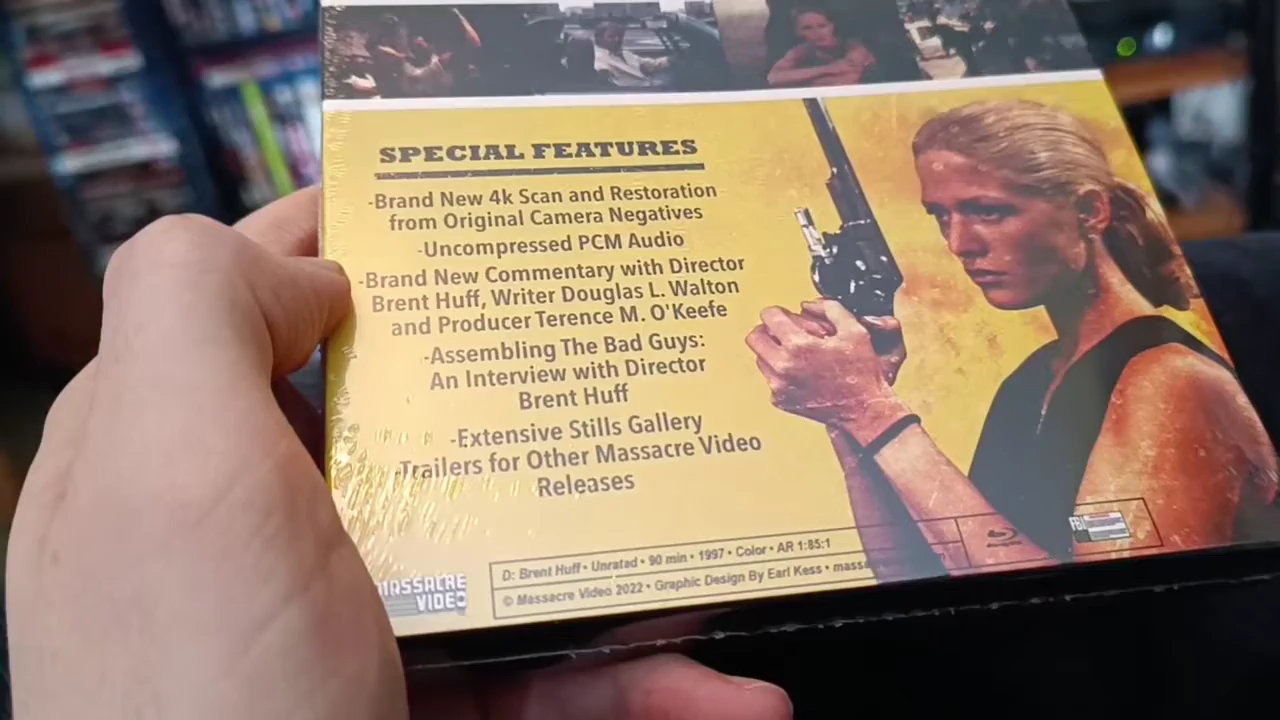 SPECIAL FEATURES
-Brand New 4k Scan and Restoration
from Original Camera Negatives
-Uncompressed PCM Audio
-Brand New Commentary with Director
Brent Huff, Writer Douglas L. Walton
and Producer Terence M. O'Keefe
-Assembling The Bad Guys:
An Interview with Director
Brent Huff
-Extensive Stills Gallery
-Trailers for Other Massacre Video
Releases
MASSACRE
VIDEO
D: Brent Huff • Unrated • 90 min • 1997 • Color • AR 1:85:1
© Massacre Video 2022 • Graphic Design By Earl Kess •
FBI